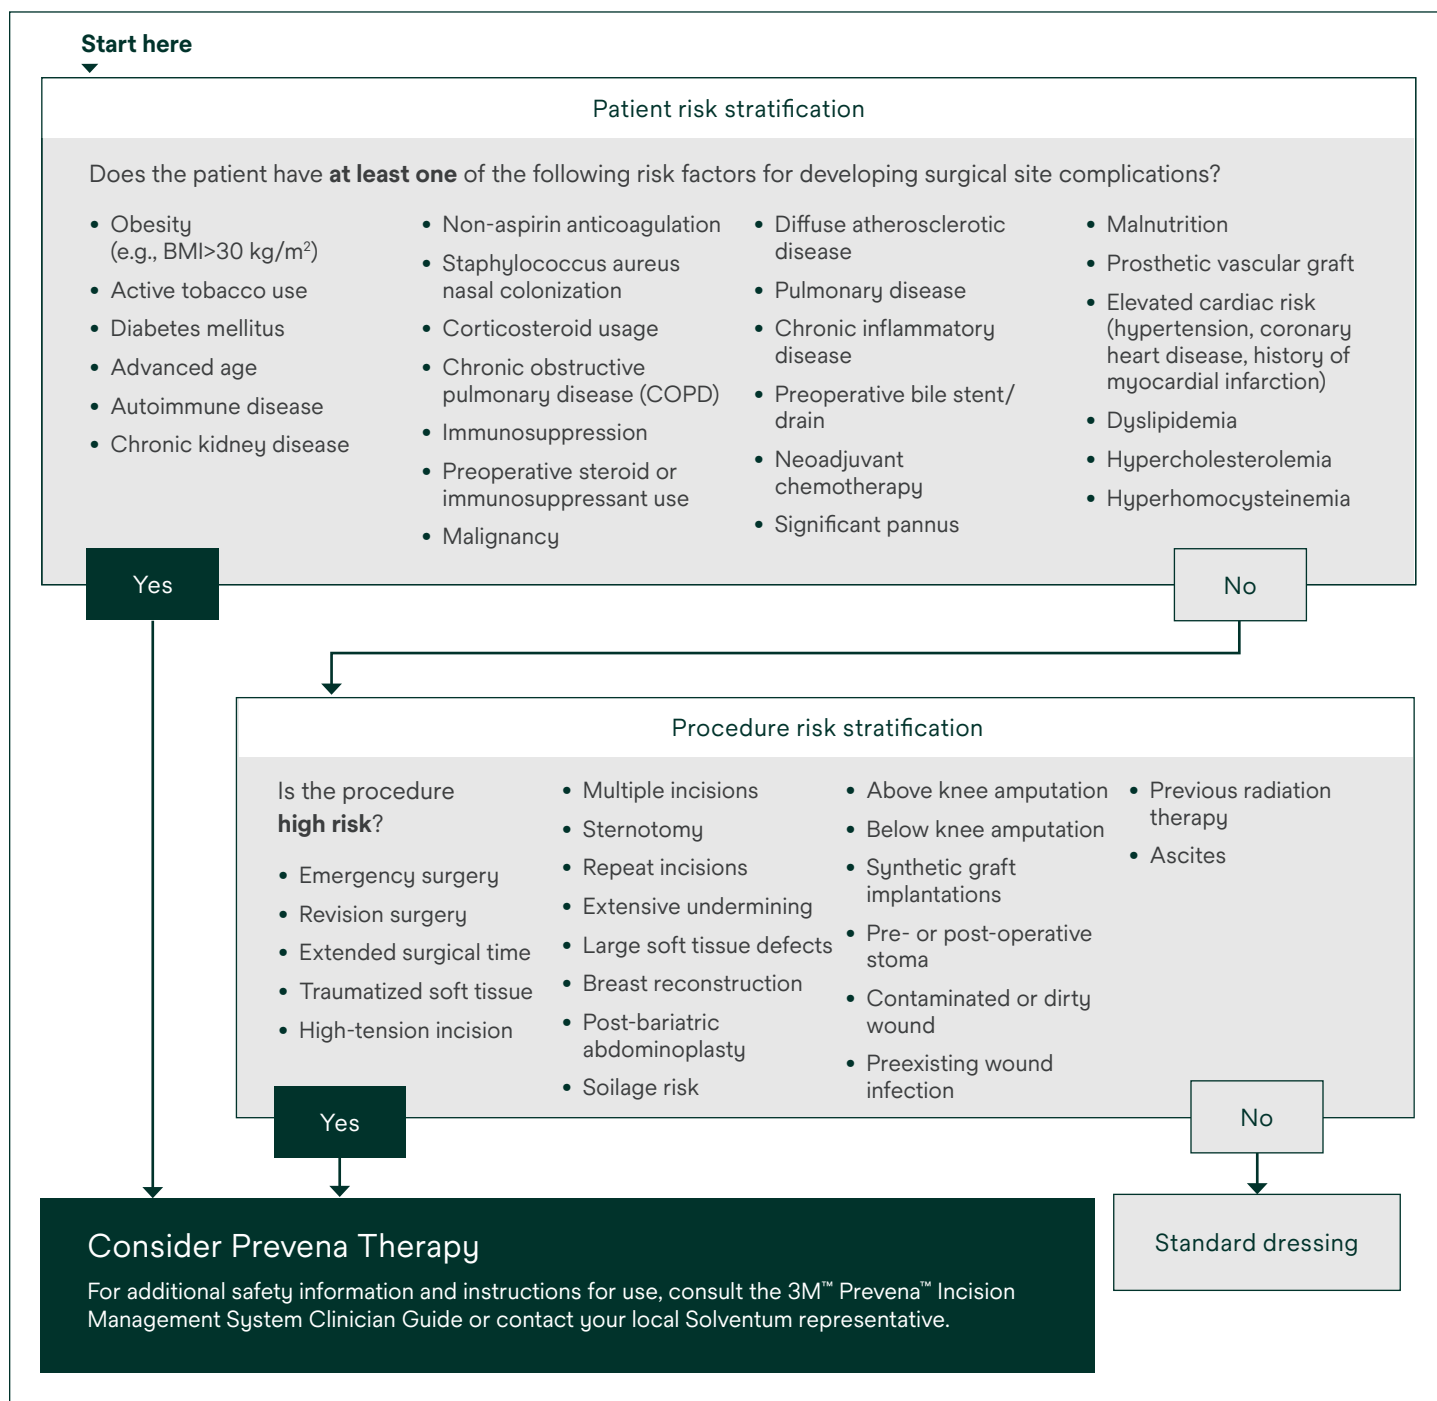 Start here
Patient risk stratification
Does the patient have at least one of the following risk factors for developing surgical site complications?
• Obesity
(e.g., BMI>30 kg/m²)
• Active tobacco use
• Diabetes mellitus
• Advanced age
• Autoimmune disease
• Chronic kidney disease
• Non-aspirin anticoagulation
• Staphylococcus aureus
nasal colonization
• Corticosteroid usage
• Chronic obstructive
pulmonary disease (COPD)
• Immunosuppression
• Preoperative steroid or
immunosuppressant use
• Malignancy
• Diffuse atherosclerotic
disease
• Pulmonary disease
• Chronic inflammatory
disease
• Preoperative bile stent/
drain
• Neoadjuvant
chemotherapy
• Significant pannus
• Malnutrition
• Prosthetic vascular graft
• Elevated cardiac risk
(hypertension, coronary
heart disease, history of
myocardial infarction)
• Dyslipidemia
• Hypercholesterolemia
• Hyperhomocysteinemia
Yes
No
Procedure risk stratification
Is the procedure
high risk?
• Emergency surgery
• Revision surgery
• Extended surgical time
• Traumatized soft tissue
• High-tension incision
• Multiple incisions
• Sternotomy
• Repeat incisions
• Extensive undermining
• Large soft tissue defects
• Breast reconstruction
• Post-bariatric
abdominoplasty
• Soilage risk
• Above knee amputation
• Below knee amputation
• Synthetic graft
implantations
• Pre- or post-operative
stoma
• Contaminated or dirty
wound
• Preexisting wound
infection
• Previous radiation
therapy
• Ascites
Yes
No
Consider Prevena Therapy
For additional safety information and instructions for use, consult the 3M™ Prevena™ Incision
Management System Clinician Guide or contact your local Solventum representative.
Standard dressing